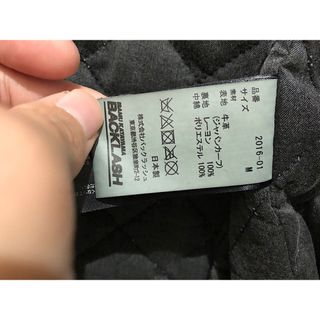 品番 2016-01
サイズ M
素材
表地 牛革
(ジャパンカーフ) 100%
裏地 レーヨン 100%
中綿 ポリエステル 100%
日本製
株式会社バックラッシュ
ISAMU KATAYAMA
BACKLASH